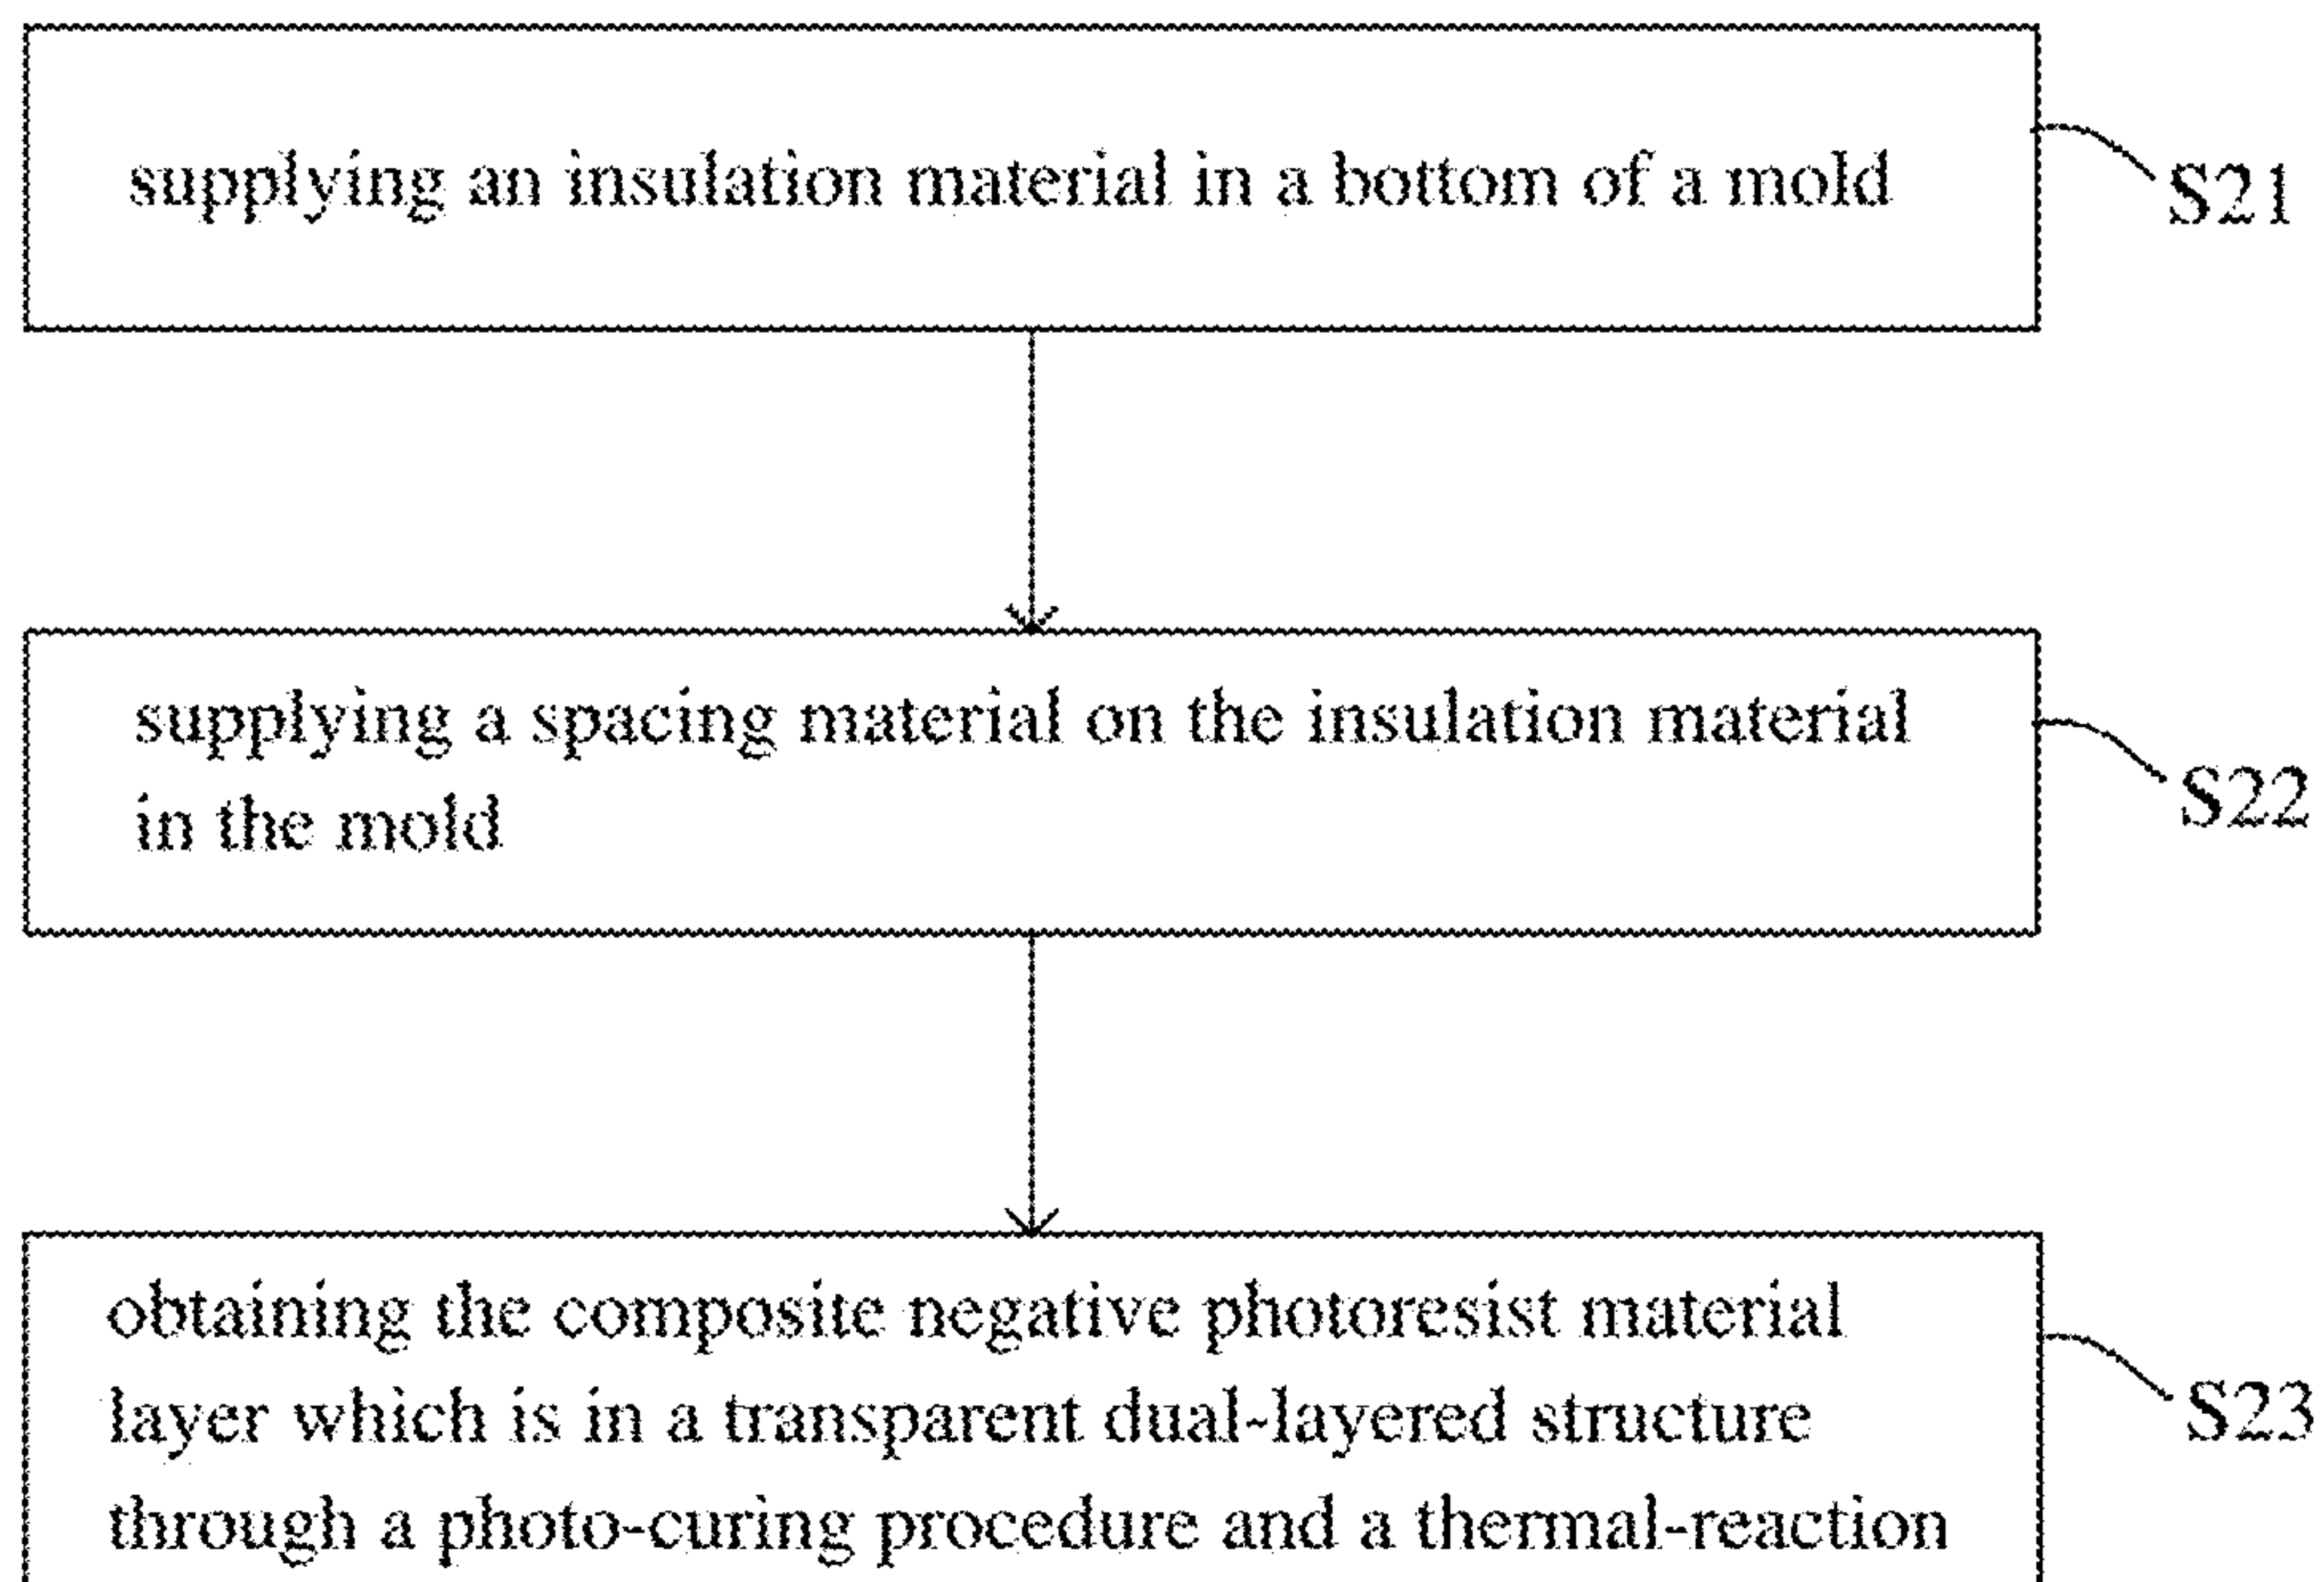 supplying an insulation material in a bottom of a mold
S21
supplying a spacing material on the insulation material
in the mold
S22
obtaining the composite negative photoresist material
layer which is in a transparent dual-layered structure
through a photo-curing procedure and a thermal-reaction
S23